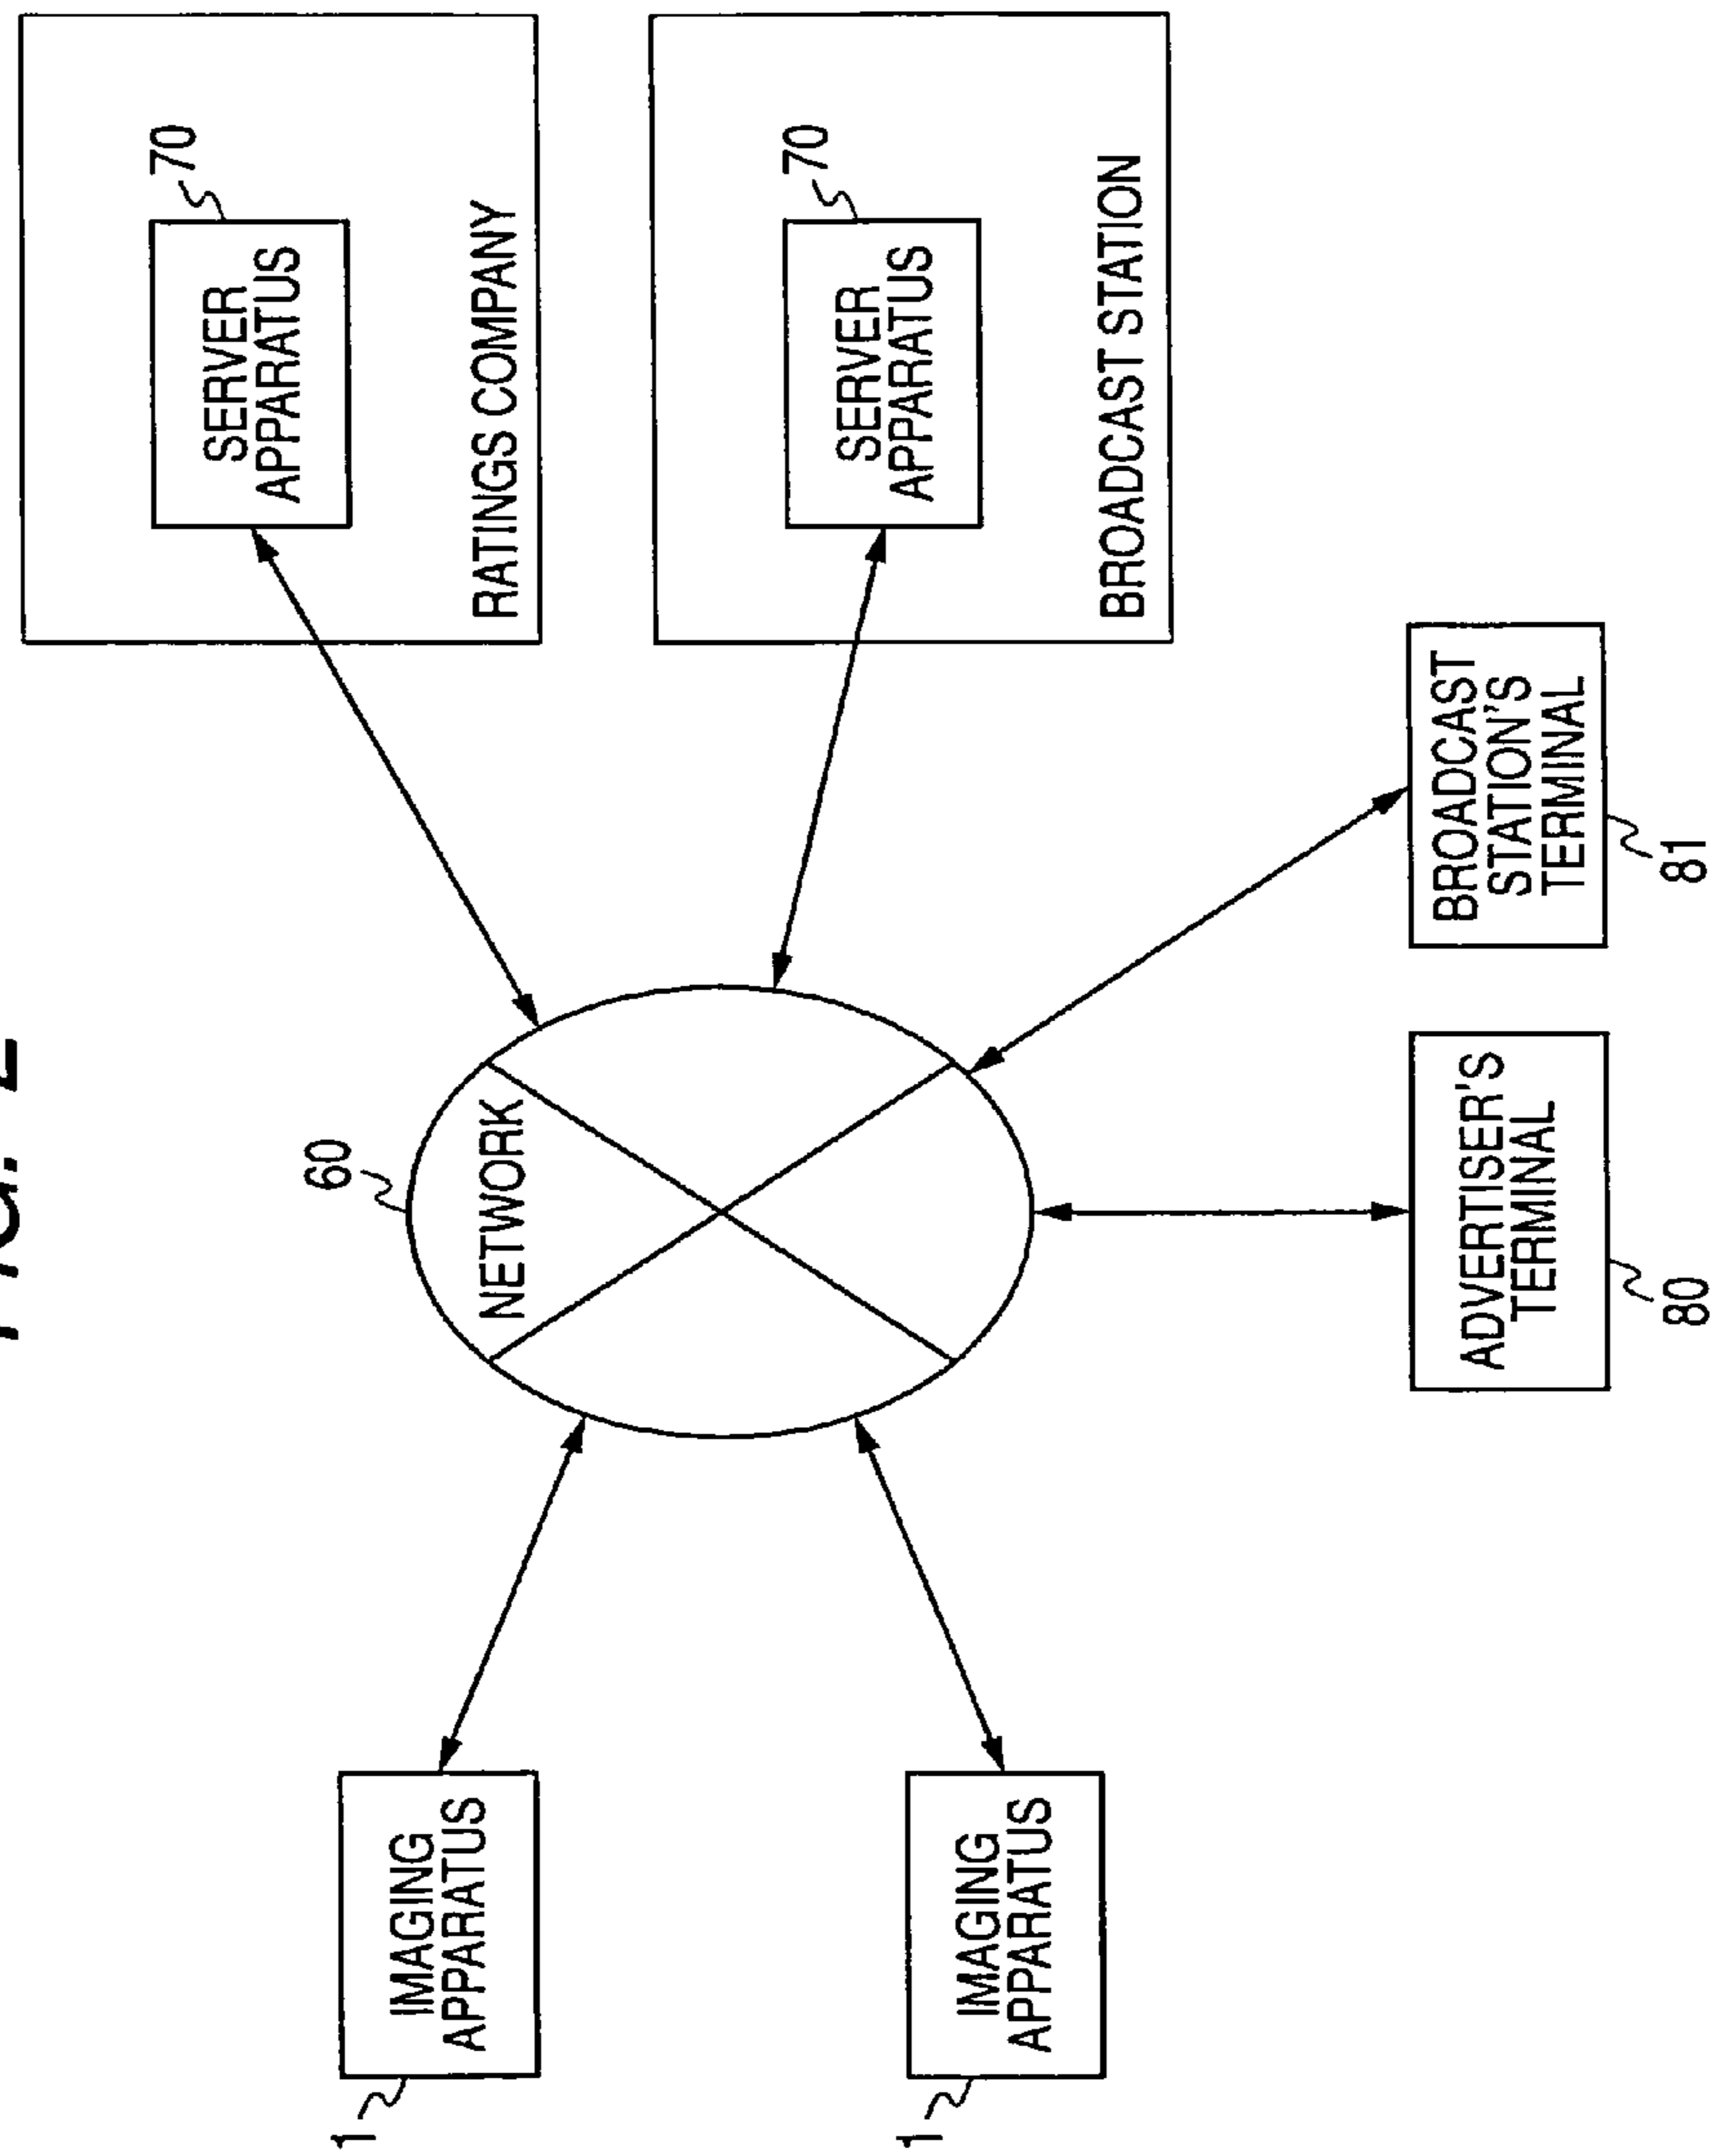 FIG. 2
70
SERVER
APPARATUS
RATINGS COMPANY
60
NETWORK
1
IMAGING
APPARATUS
70
SERVER
APPARATUS
BROADCAST STATION
1
IMAGING
APPARATUS
ADVERTISER'S
TERMINAL
80
BROADCAST
STATION'S
TERMINAL
81